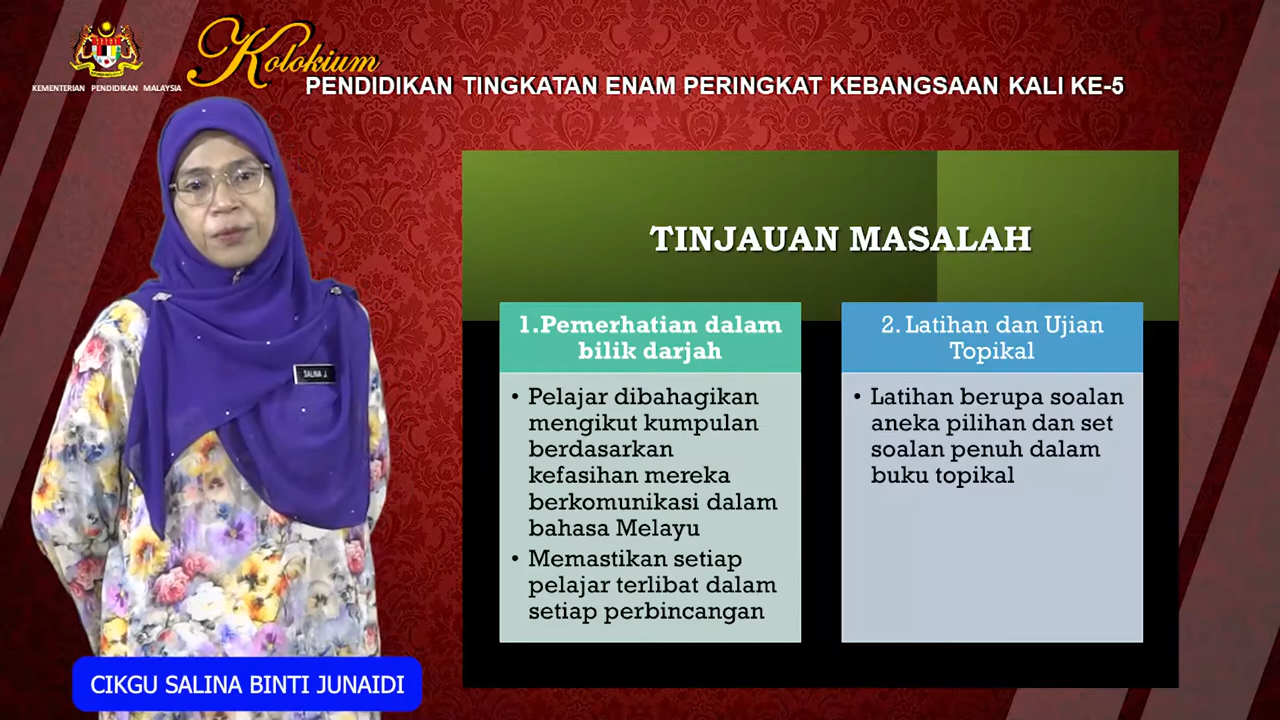 Kolokium
KEMENTERIAN PENDIDIKAN MALAYSIA
PENDIDIKAN TINGKATAN ENAM PERINGKAT KEBANGSAAN KALI KE-5
TINJAUAN MASALAH
1.Pemerhatian dalam
bilik darjah
• Pelajar dibahagikan
mengikut kumpulan
berdasarkan
kefasihan mereka
berkomunikasi dalam
bahasa Melayu
• Memastikan setiap
pelajar terlibat dalam
setiap perbincangan
2. Latihan dan Ujian
Topikal
• Latihan berupa soalan
aneka pilihan dan set
soalan penuh dalam
buku topikal
SALINA J.
CIKGU SALINA BINTI JUNAIDI